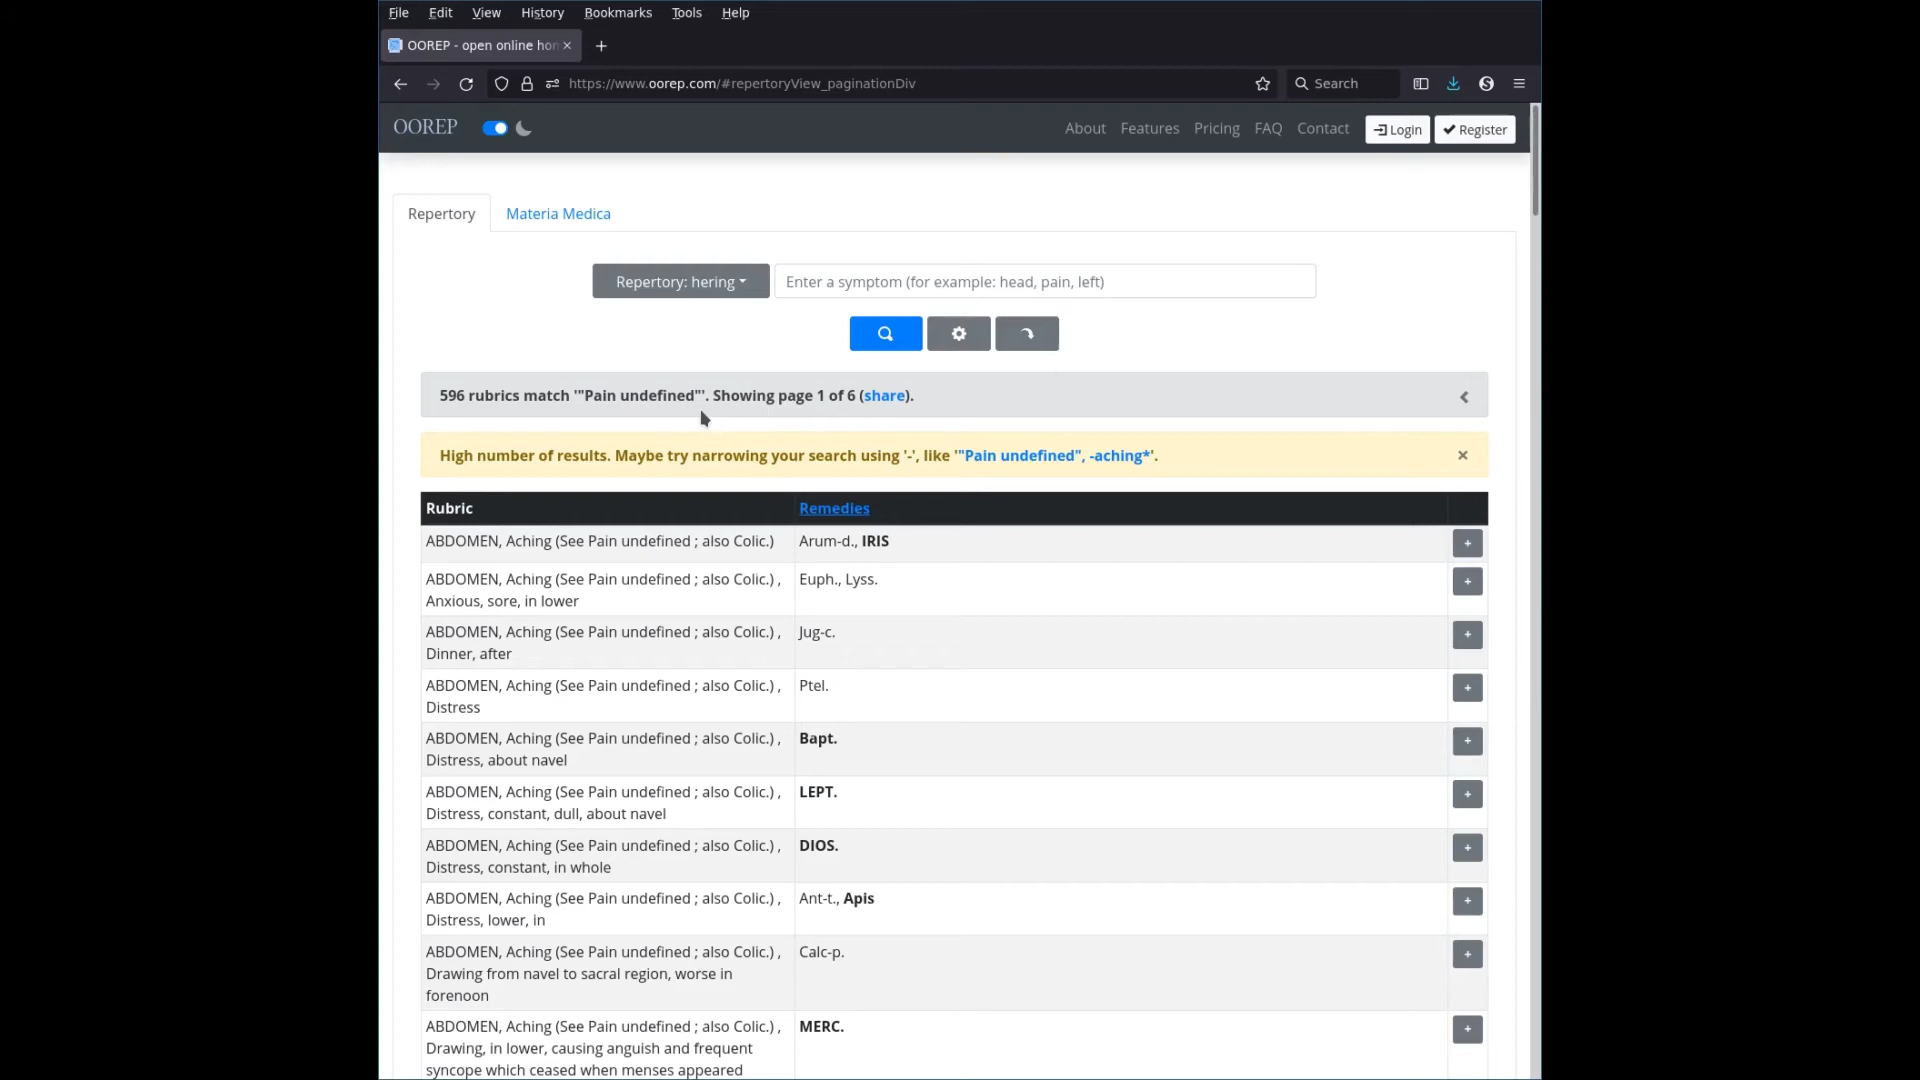 File Edit View History Bookmarks Tools Help
OOREP - open online hon
https://www.oorep.com/#repertoryView_paginationDiv
Search
OOREP
About Features Pricing FAQ Contact Login Register
Repertory Materia Medica
Repertory: hering
Enter a symptom (for example: head, pain, left)
596 rubrics match '"Pain undefined"'. Showing page 1 of 6 (share).
High number of results. Maybe try narrowing your search using '-', like '"Pain undefined", -aching*'.
Rubric Remedies
ABDOMEN, Aching (See Pain undefined ; also Colic.) Arum-d., IRIS +
ABDOMEN, Aching (See Pain undefined ; also Colic.) , Euph., Lyss. +
Anxious, sore, in lower
ABDOMEN, Aching (See Pain undefined ; also Colic.) , Jug-c. +
Dinner, after
ABDOMEN, Aching (See Pain undefined ; also Colic.) , Ptel. +
Distress
ABDOMEN, Aching (See Pain undefined ; also Colic.) , Bapt. +
Distress, about navel
ABDOMEN, Aching (See Pain undefined ; also Colic.) , LEPT. +
Distress, constant, dull, about navel
ABDOMEN, Aching (See Pain undefined ; also Colic.) , DIOS. +
Distress, constant, in whole
ABDOMEN, Aching (See Pain undefined ; also Colic.) , Ant-t., Apis +
Distress, lower, in
ABDOMEN, Aching (See Pain undefined ; also Colic.) , Calc-p. +
Drawing from navel to sacral region, worse in
forenoon
ABDOMEN, Aching (See Pain undefined ; also Colic.) , MERC. +
Drawing, in lower, causing anguish and frequent
syncope which ceased when menses appeared